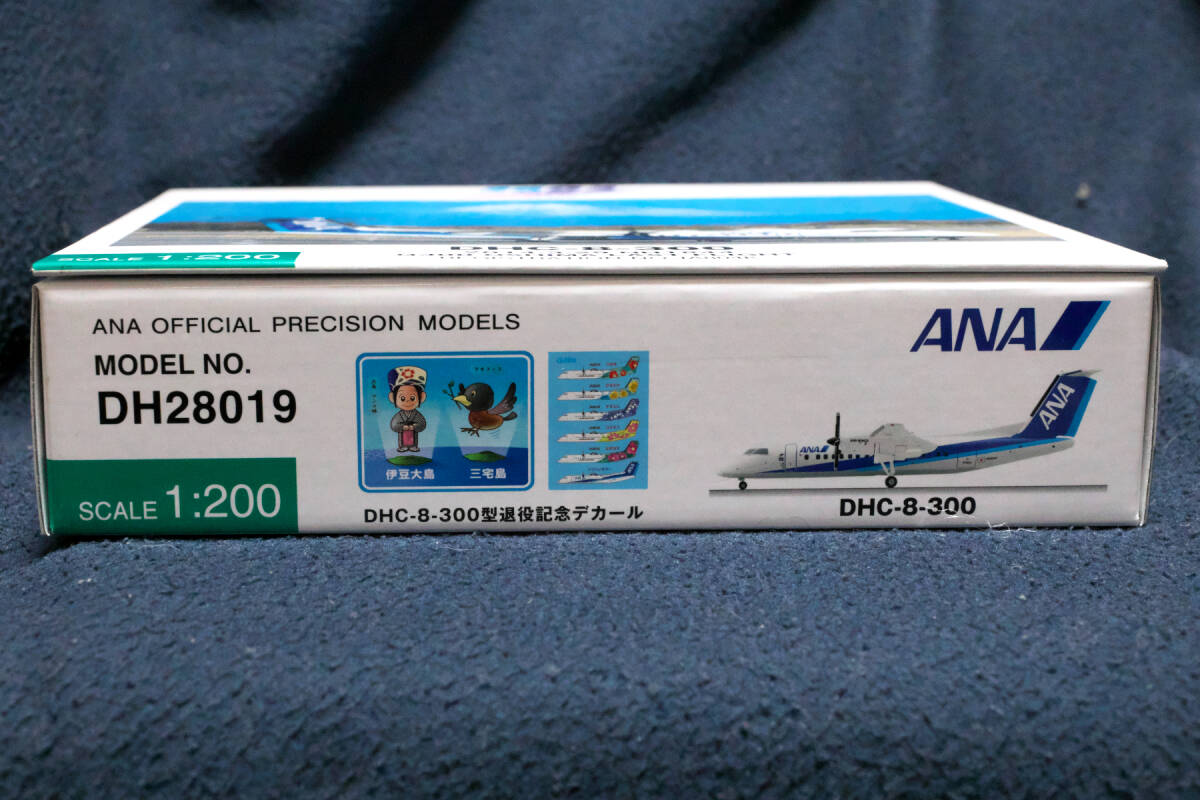 DHC-8-300
SCALE 1:200
ANA OFFICIAL PRECISION MODELS
MODEL NO.
DH28019
SCALE 1:200
伊豆大島
三宅島
DHC-8-300型退役記念デカール
ANA
ANA
ANA
DHC-8-300